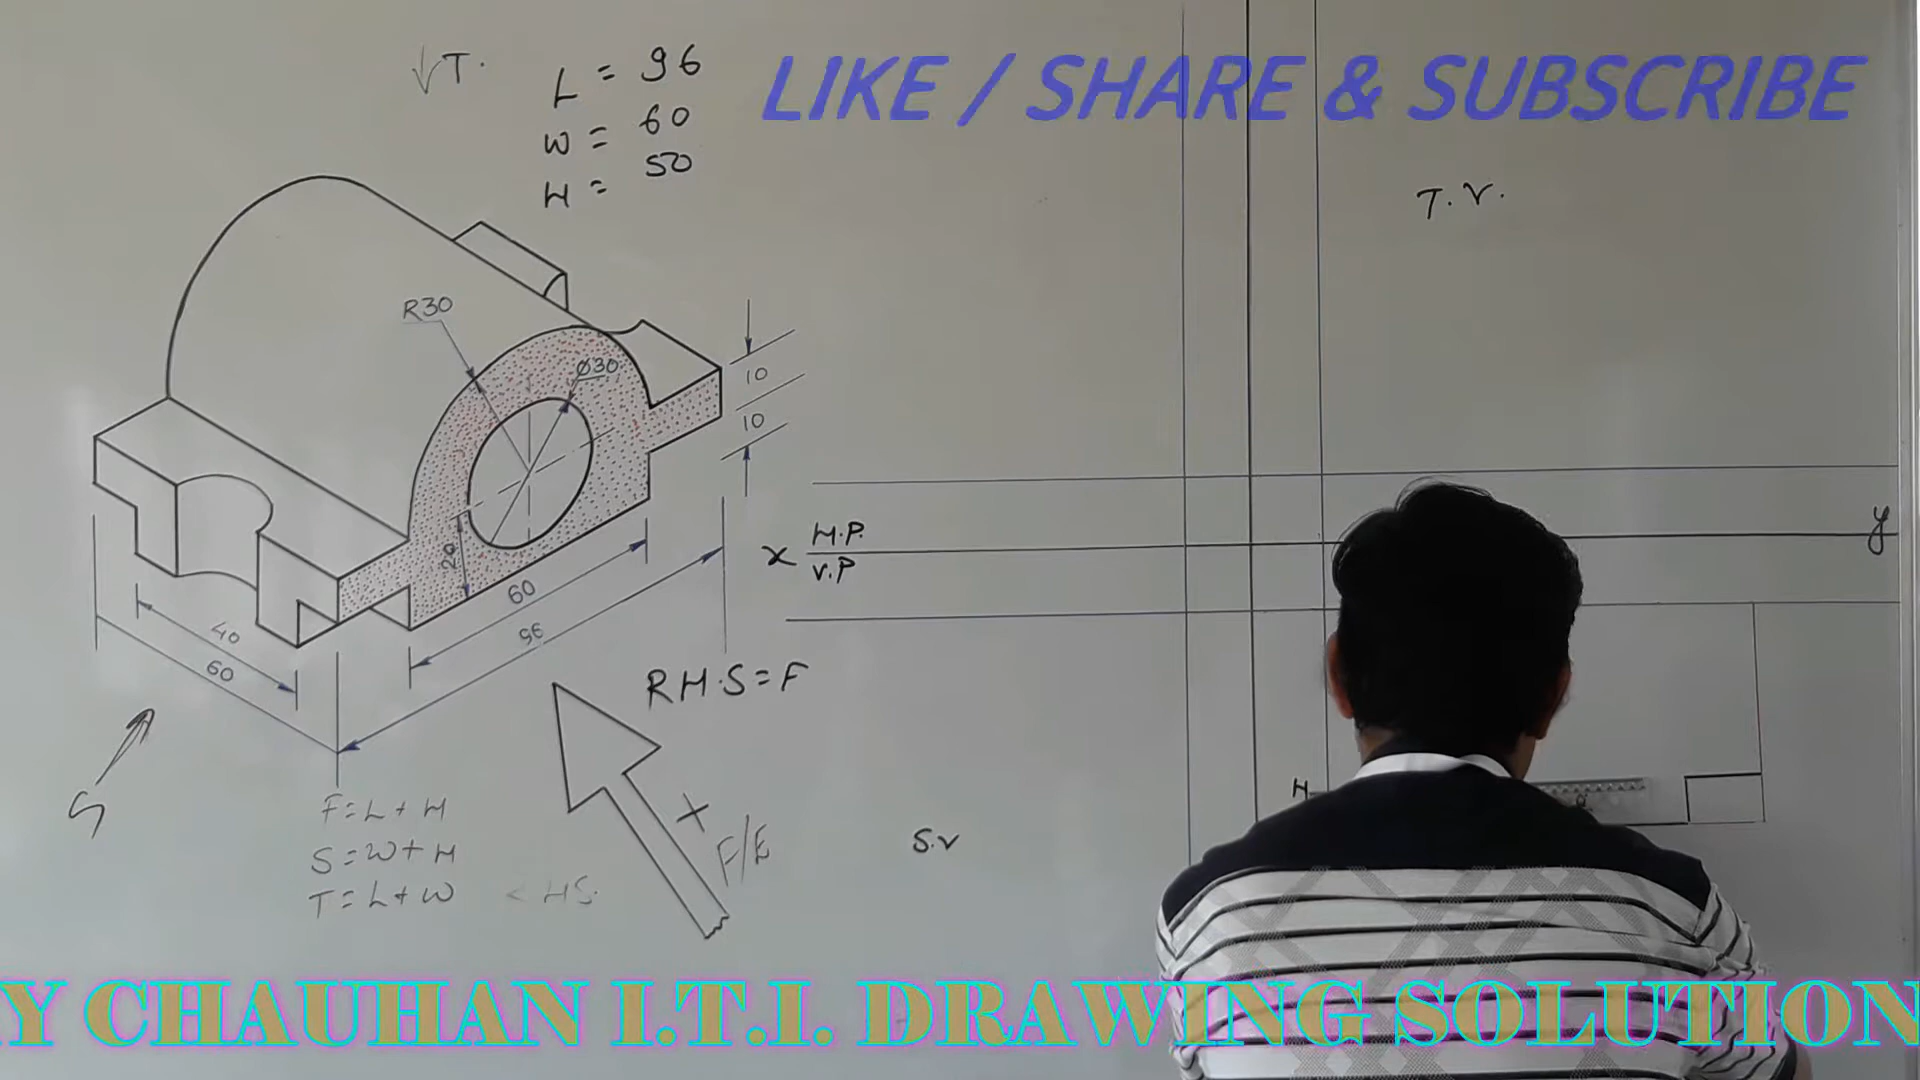 ↓T.
L = 96
W = 60
H = 50
LIKE / SHARE & SUBSCRIBE
T.V.
R30
Ø30
10
10
20
60
96
40
60
X H.P. y
V.P
RH.S=F
S
F=L+H
S=W+H
T=L+W
HS.
X
F/E
S.V
H
Y CHAUHAN I.T.I. DRAWING SOLUTION